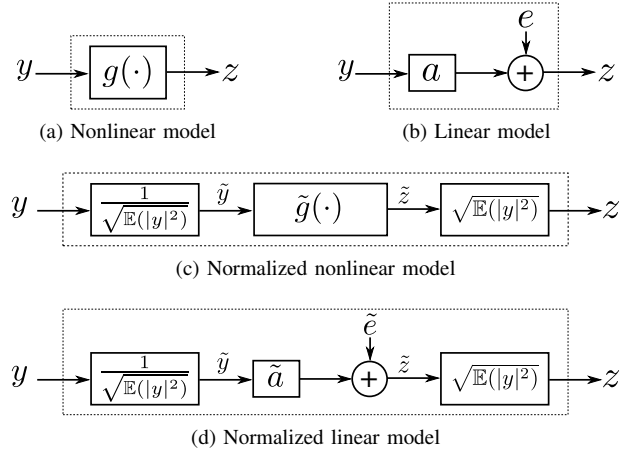 y g(·) z
(a) Nonlinear model
e
y a + z
(b) Linear model
y 1/√𝔼(|y|²) ỹ g̃(·) z̃ √𝔼(|y|²) z
(c) Normalized nonlinear model
ẽ
y 1/√𝔼(|y|²) ỹ ã + z̃ √𝔼(|y|²) z
(d) Normalized linear model